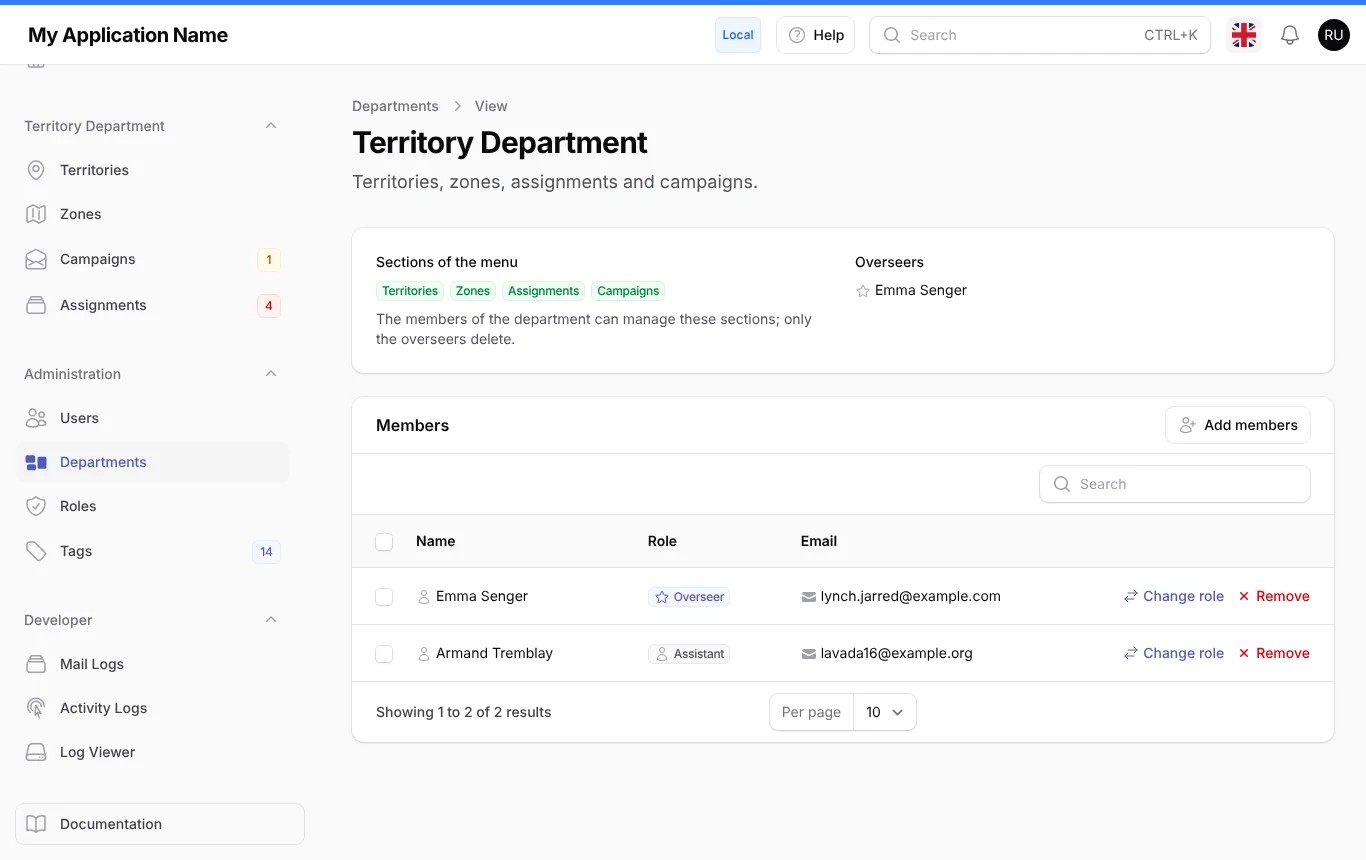 My Application Name
Local
Help
Search
CTRL+K
RU
Territory Department
Territories
Zones
Campaigns
1
Assignments
4
Administration
Users
Departments
Roles
Tags
14
Developer
Mail Logs
Activity Logs
Log Viewer
Documentation
Departments > View
Territory Department
Territories, zones, assignments and campaigns.
Sections of the menu
Territories Zones Assignments Campaigns
The members of the department can manage these sections; only
the overseers delete.
Overseers
Emma Senger
Members
Add members
Search
Name Role Email
Emma Senger Overseer lynch.jarred@example.com Change role Remove
Armand Tremblay Assistant lavada16@example.org Change role Remove
Showing 1 to 2 of 2 results
Per page 10